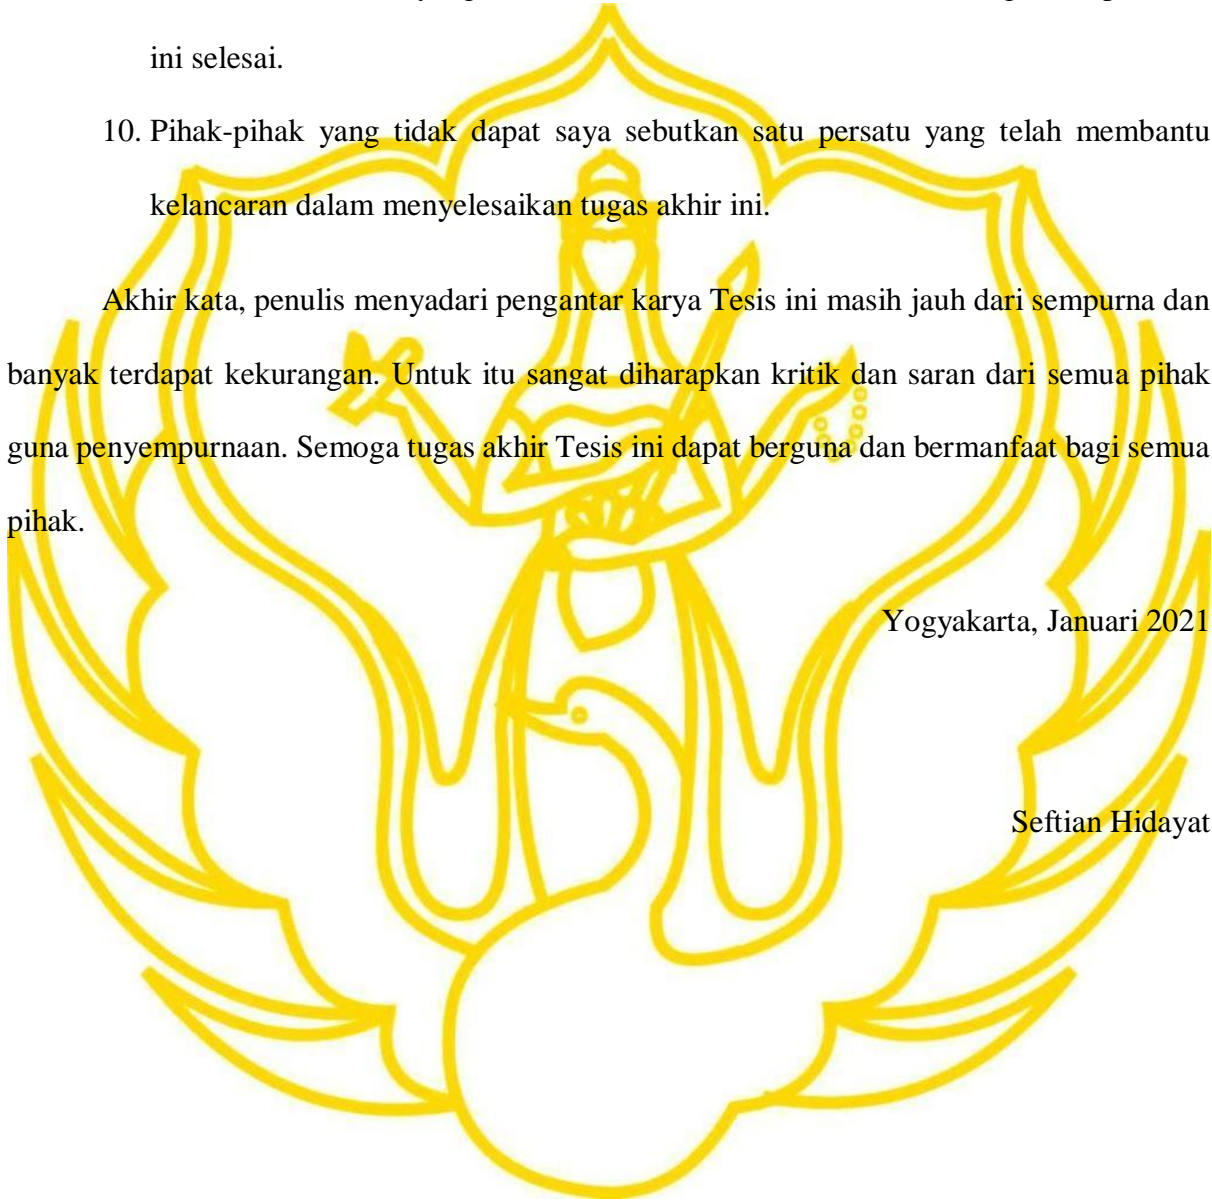 ini selesai.
10. Pihak-pihak yang tidak dapat saya sebutkan satu persatu yang telah membantu
kelancaran dalam menyelesaikan tugas akhir ini.
Akhir kata, penulis menyadari pengantar karya Tesis ini masih jauh dari sempurna dan
banyak terdapat kekurangan. Untuk itu sangat diharapkan kritik dan saran dari semua pihak
guna penyempurnaan. Semoga tugas akhir Tesis ini dapat berguna dan bermanfaat bagi semua
pihak.
Yogyakarta, Januari 2021
Seftian Hidayat